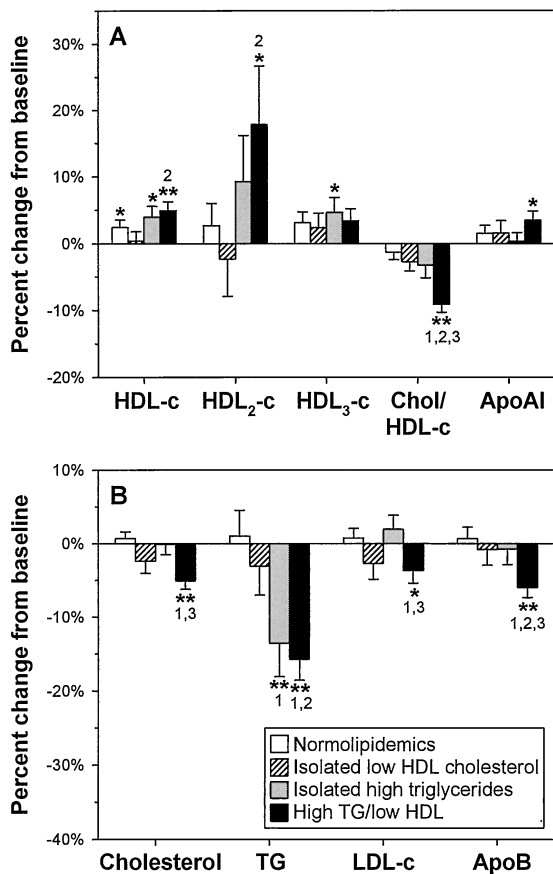 A
Percent change from baseline
30%
20%
10%
0%
-10%
-20%
*
*
**
2
*
2
*
**
1,2,3
*
HDL-c
HDL₂-c
HDL₃-c
Chol/
HDL-c
ApoAI
B
Percent change from baseline
10%
0%
-10%
-20%
-30%
-40%
**
1,3
**
1
**
1,2
*
1,3
**
1,2,3
Normolipidemics
Isolated low HDL cholesterol
Isolated high triglycerides
High TG/low HDL
Cholesterol
TG
LDL-c
ApoB